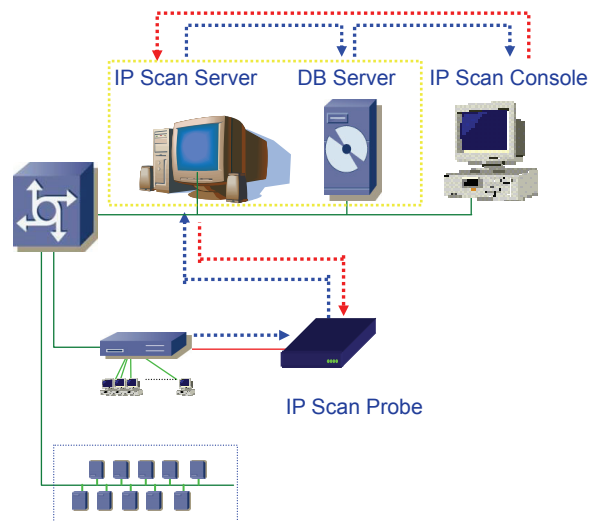 IP Scan Server
DB Server
IP Scan Console
IP Scan Probe